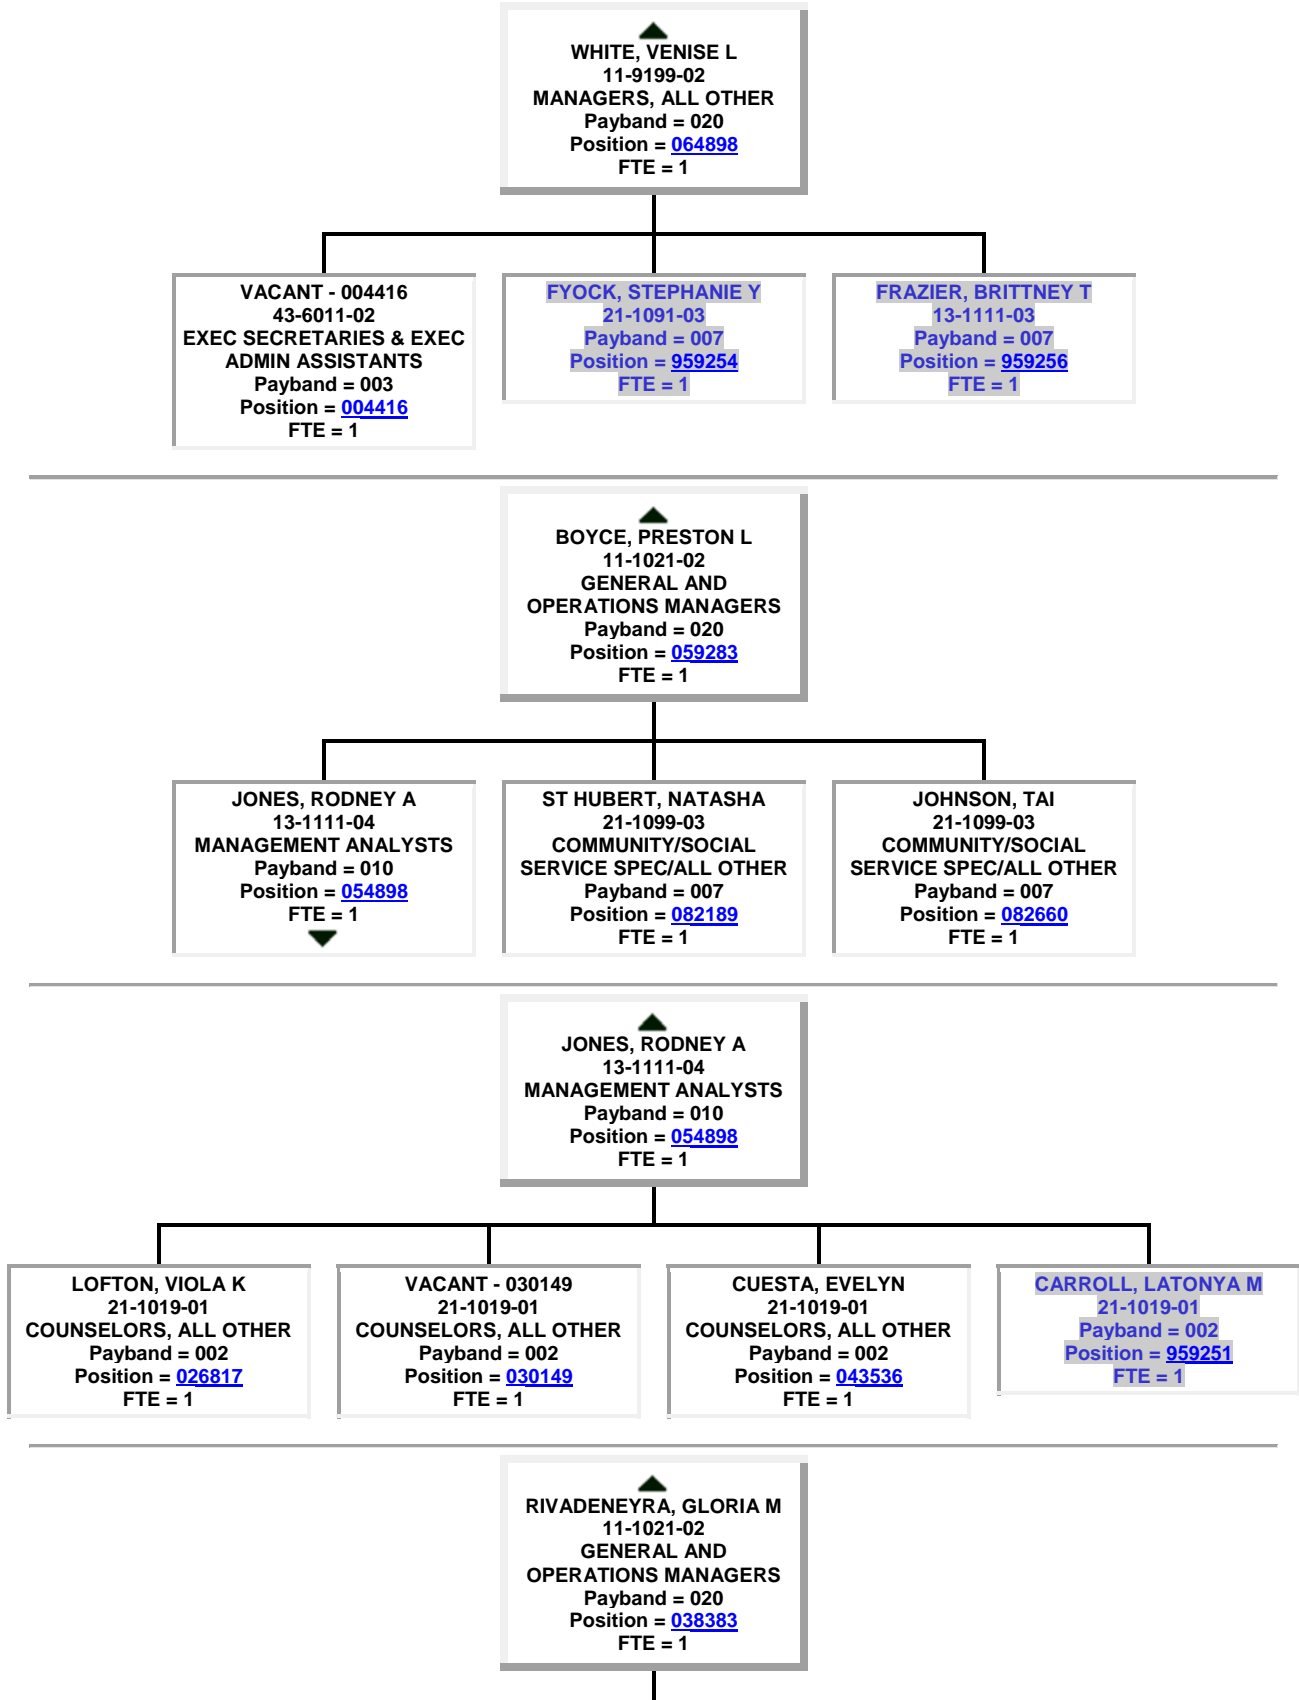 WHITE, VENISE L
11-9199-02
MANAGERS, ALL OTHER
Payband = 020
Position = 064898
FTE = 1
VACANT - 004416
43-6011-02
EXEC SECRETARIES & EXEC
ADMIN ASSISTANTS
Payband = 003
Position = 004416
FTE = 1
FYOCK, STEPHANIE Y
21-1091-03
Payband = 007
Position = 959254
FTE = 1
FRAZIER, BRITTNEY T
13-1111-03
Payband = 007
Position = 959256
FTE = 1
BOYCE, PRESTON L
11-1021-02
GENERAL AND
OPERATIONS MANAGERS
Payband = 020
Position = 059283
FTE = 1
JONES, RODNEY A
13-1111-04
MANAGEMENT ANALYSTS
Payband = 010
Position = 054898
FTE = 1
ST HUBERT, NATASHA
21-1099-03
COMMUNITY/SOCIAL
SERVICE SPEC/ALL OTHER
Payband = 007
Position = 082189
FTE = 1
JOHNSON, TAI
21-1099-03
COMMUNITY/SOCIAL
SERVICE SPEC/ALL OTHER
Payband = 007
Position = 082660
FTE = 1
JONES, RODNEY A
13-1111-04
MANAGEMENT ANALYSTS
Payband = 010
Position = 054898
FTE = 1
LOFTON, VIOLA K
21-1019-01
COUNSELORS, ALL OTHER
Payband = 002
Position = 026817
FTE = 1
VACANT - 030149
21-1019-01
COUNSELORS, ALL OTHER
Payband = 002
Position = 030149
FTE = 1
CUESTA, EVELYN
21-1019-01
COUNSELORS, ALL OTHER
Payband = 002
Position = 043536
FTE = 1
CARROLL, LATONYA M
21-1019-01
Payband = 002
Position = 959251
FTE = 1
RIVADENEYRA, GLORIA M
11-1021-02
GENERAL AND
OPERATIONS MANAGERS
Payband = 020
Position = 038383
FTE = 1